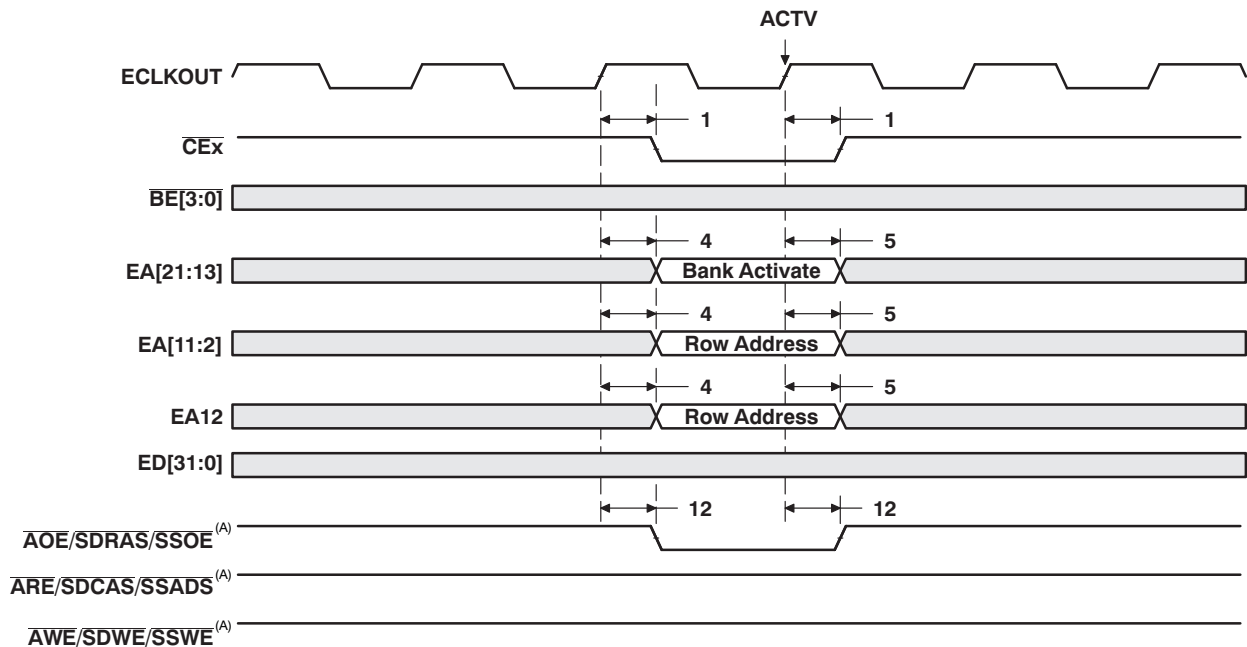 ACTV
ECLKOUT
1 1
CEx
BE[3:0]
4 5
EA[21:13] Bank Activate
4 5
EA[11:2] Row Address
4 5
EA12 Row Address
ED[31:0]
12 12
AOE/SDRAS/SSOE(A)
ARE/SDCAS/SSADS(A)
AWE/SDWE/SSWE(A)